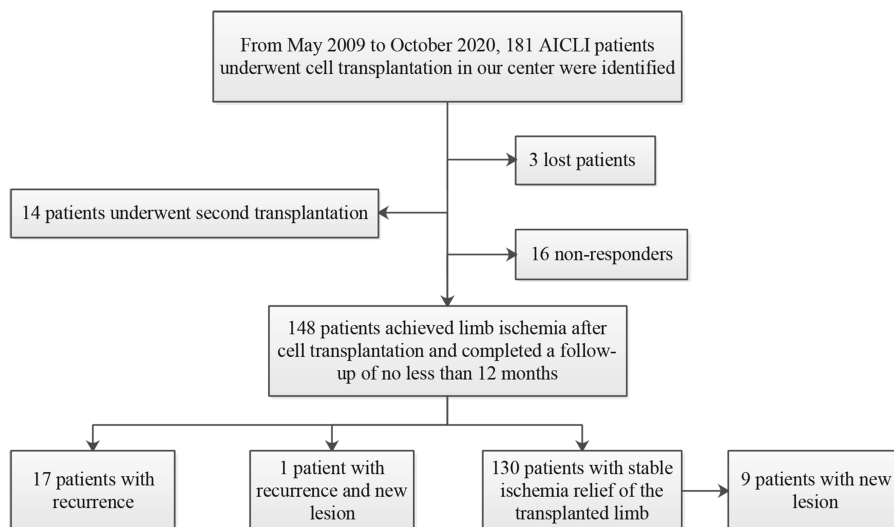 From May 2009 to October 2020, 181 AICLI patients
underwent cell transplantation in our center were identified
3 lost patients
14 patients underwent second transplantation
16 non-responders
148 patients achieved limb ischemia after
cell transplantation and completed a follow-
up of no less than 12 months
17 patients with
recurrence
1 patient with
recurrence and new
lesion
130 patients with stable
ischemia relief of the
transplanted limb
9 patients with new
lesion